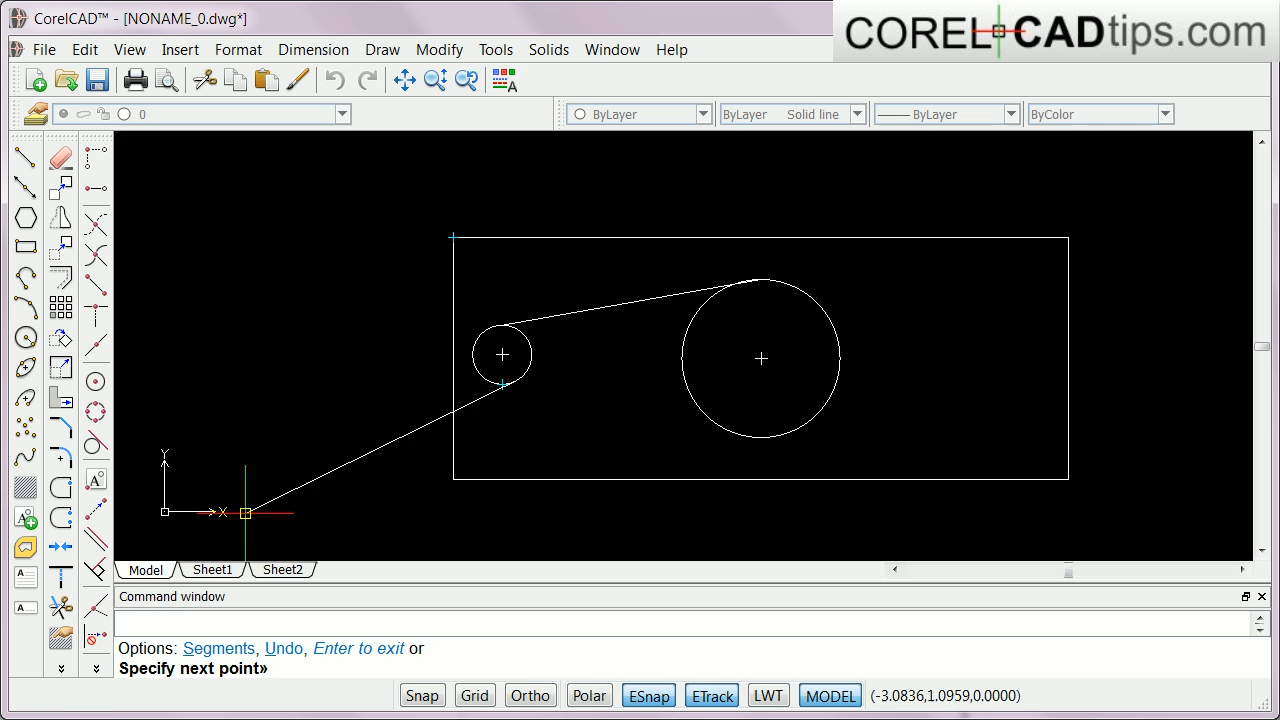 CorelCAD™ - [NONAME_0.dwg*]
CORELCADtips.com
File Edit View Insert Format Dimension Draw Modify Tools Solids Window Help
0 ByLayer ByLayer Solid line ByLayer ByColor
Y
X
Model Sheet1 Sheet2
Command window
Options: Segments, Undo, Enter to exit or
Specify next point»
Snap Grid Ortho Polar ESnap ETrack LWT MODEL (-3.0836,1.0959,0.0000)